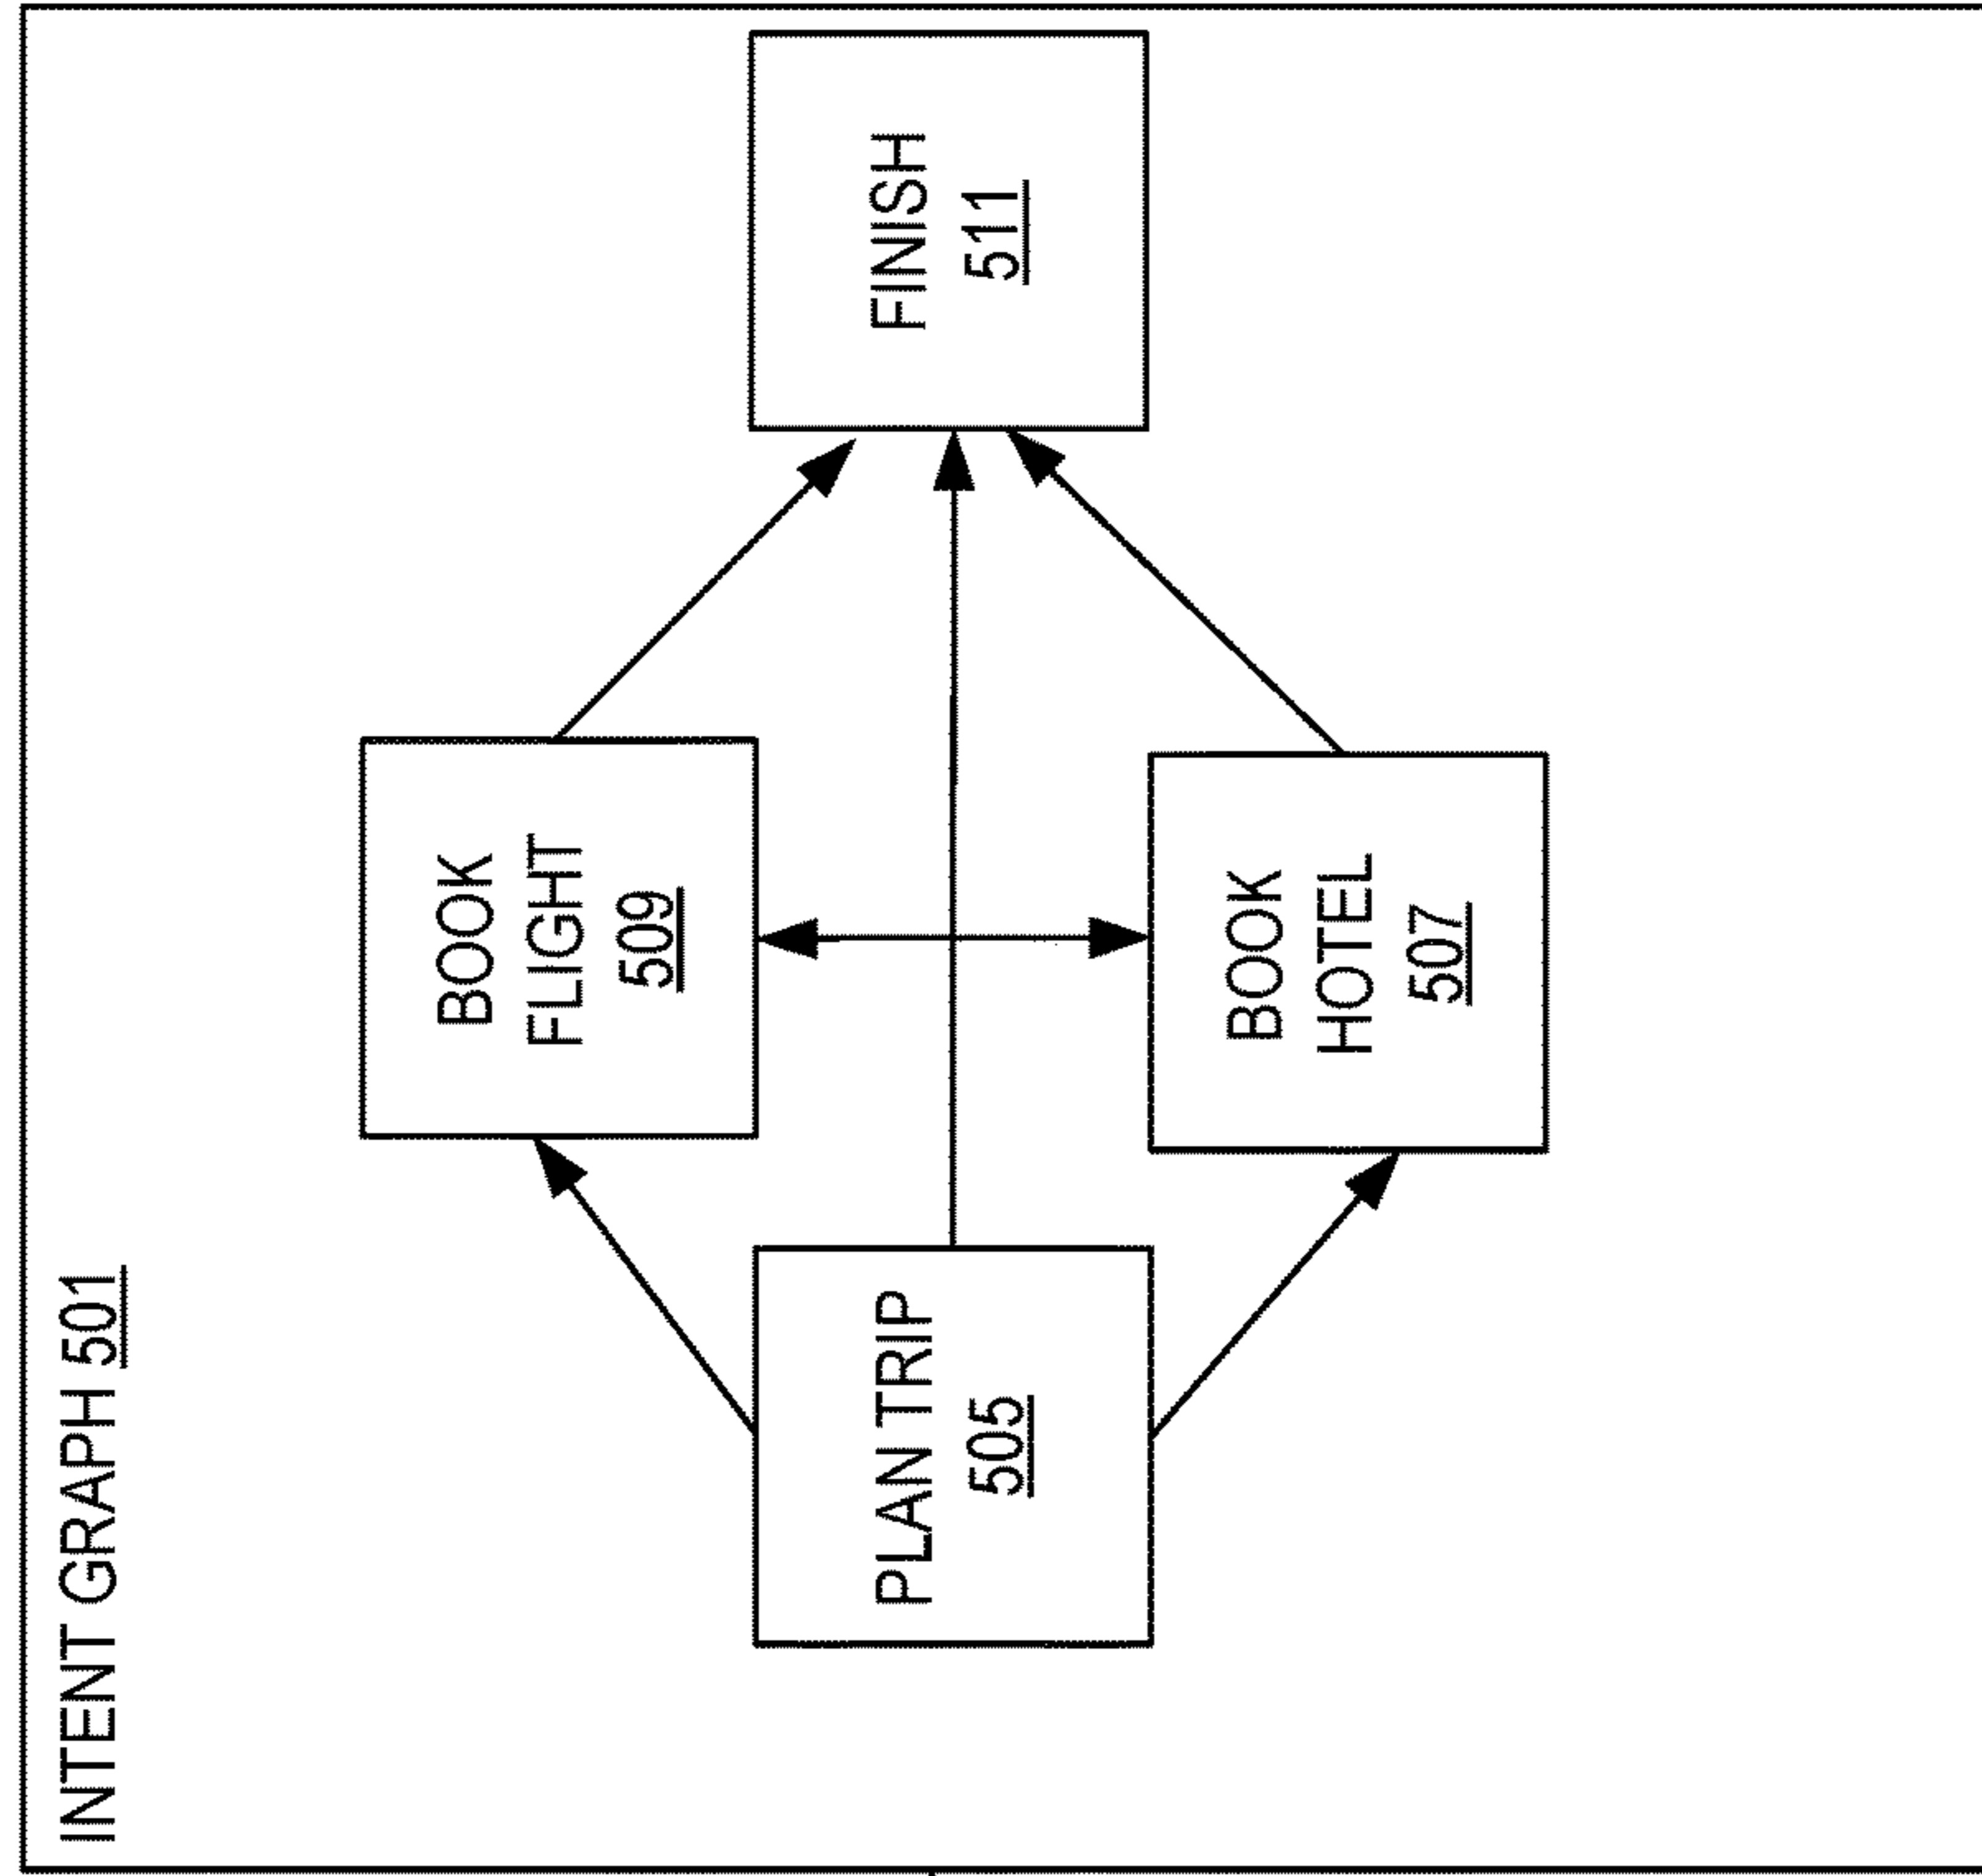 INTENT GRAPH 501
BOOK
FLIGHT
509
PLAN TRIP
505
FINISH
511
BOOK
HOTEL
507